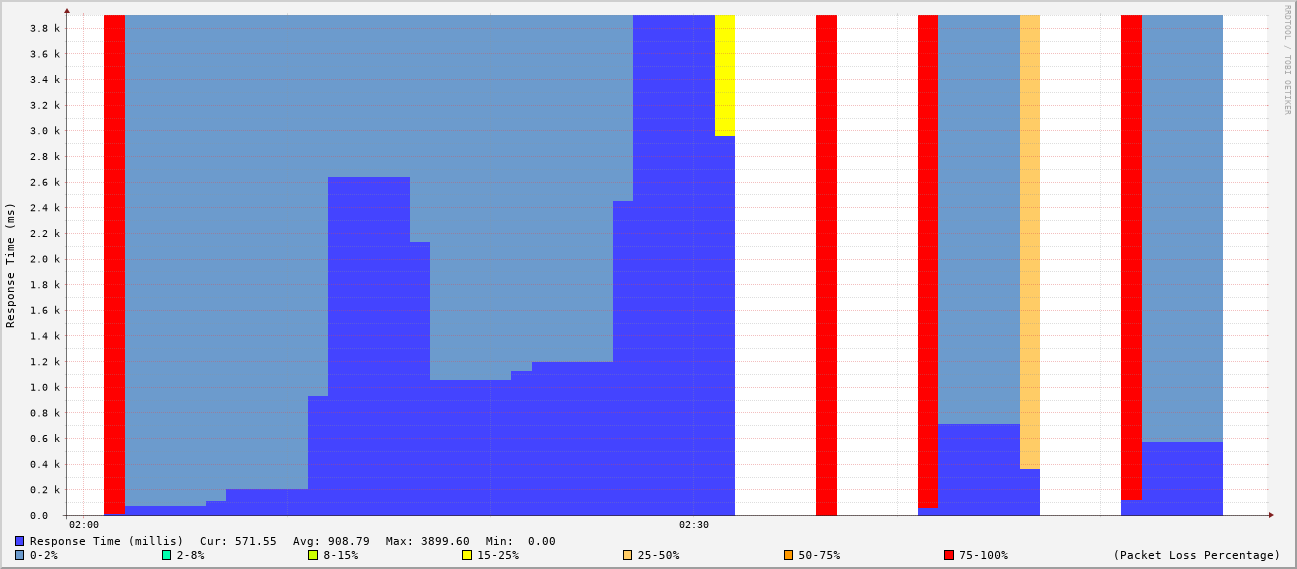 RRDTOOL / TOBI OETIKER
Response Time (ms)
3.8 k
3.6 k
3.4 k
3.2 k
3.0 k
2.8 k
2.6 k
2.4 k
2.2 k
2.0 k
1.8 k
1.6 k
1.4 k
1.2 k
1.0 k
0.8 k
0.6 k
0.4 k
0.2 k
0.0
02:00 02:30
Response Time (millis) Cur: 571.55 Avg: 908.79 Max: 3899.60 Min: 0.00
0-2% 2-8% 8-15% 15-25% 25-50% 50-75% 75-100% (Packet Loss Percentage)